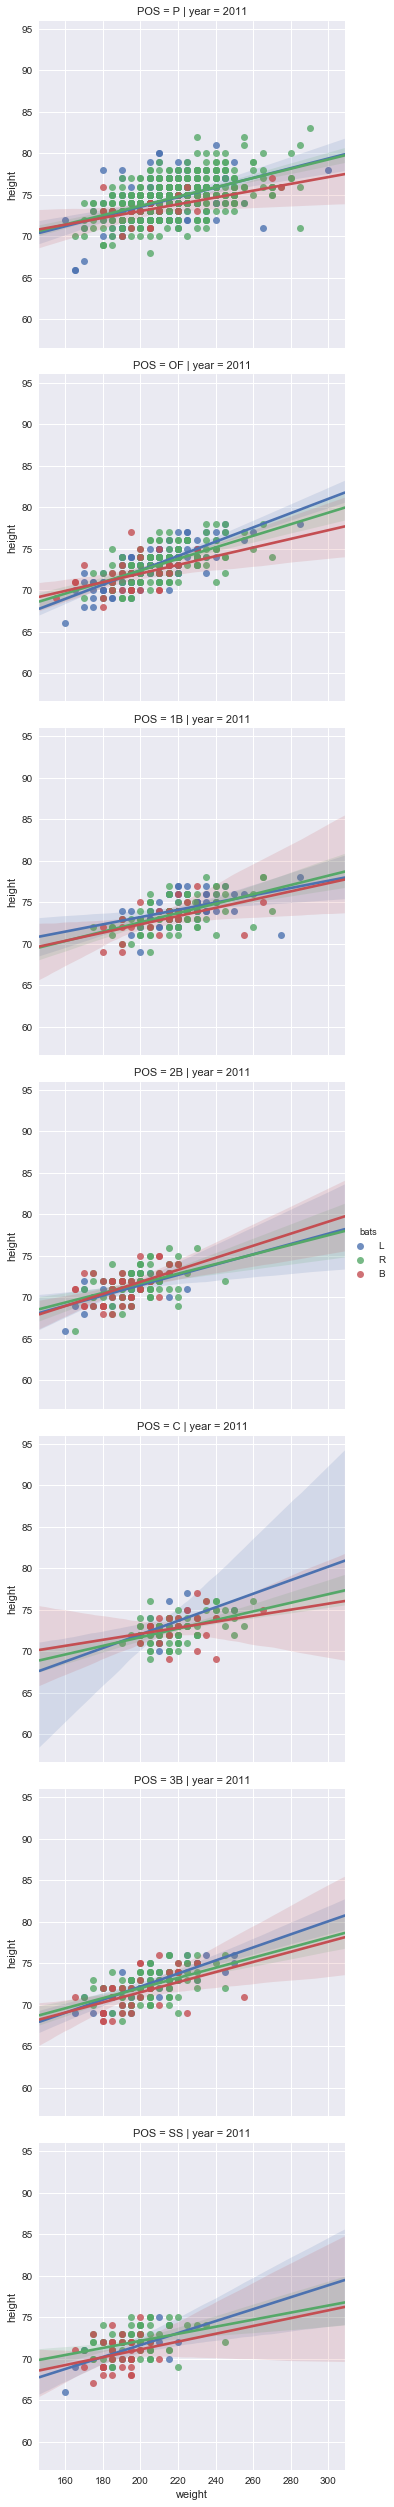 POS = P | year = 2011
95
90
85
80
75
70
65
60
height
POS = OF | year = 2011
95
90
85
80
75
70
65
60
height
POS = 1B | year = 2011
95
90
85
80
75
70
65
60
height
POS = 2B | year = 2011
95
90
85
80
75
70
65
60
height
bats
L
R
B
POS = C | year = 2011
95
90
85
80
75
70
65
60
height
POS = 3B | year = 2011
95
90
85
80
75
70
65
60
height
POS = SS | year = 2011
95
90
85
80
75
70
65
60
height
160 180 200 220 240 260 280 300
weight